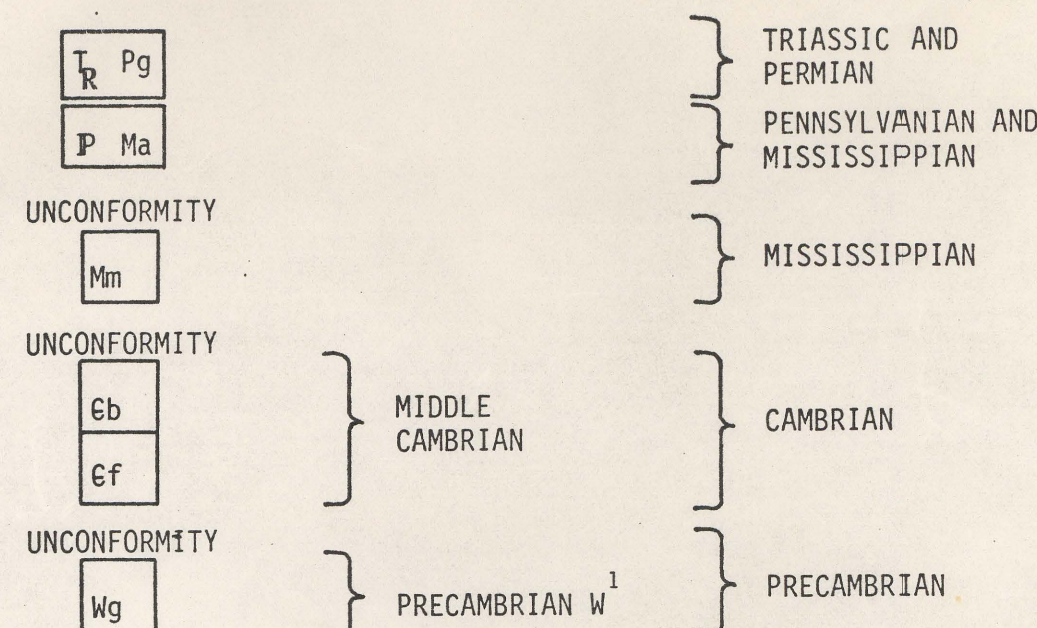 TR Pg
TRIASSIC AND
PERMIAN
ℙ Ma
PENNSYLVANIAN AND
MISSISSIPPIAN
UNCONFORMITY
Mm
MISSISSIPPIAN
UNCONFORMITY
Єb
Єf
MIDDLE
CAMBRIAN
CAMBRIAN
UNCONFORMITY
Wg
PRECAMBRIAN W¹
PRECAMBRIAN